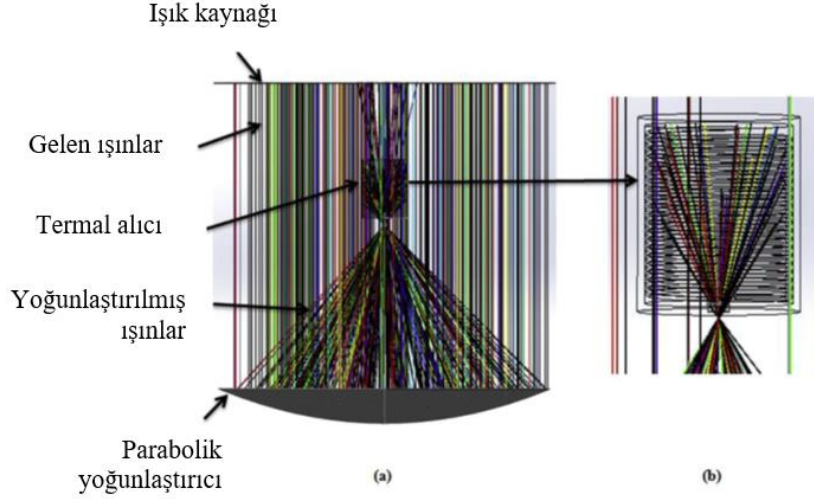 Işık kaynağı
Gelen ışınlar
Termal alıcı
Yoğunlaştırılmış
ışınlar
Parabolik
yoğunlaştırıcı
(a)
(b)